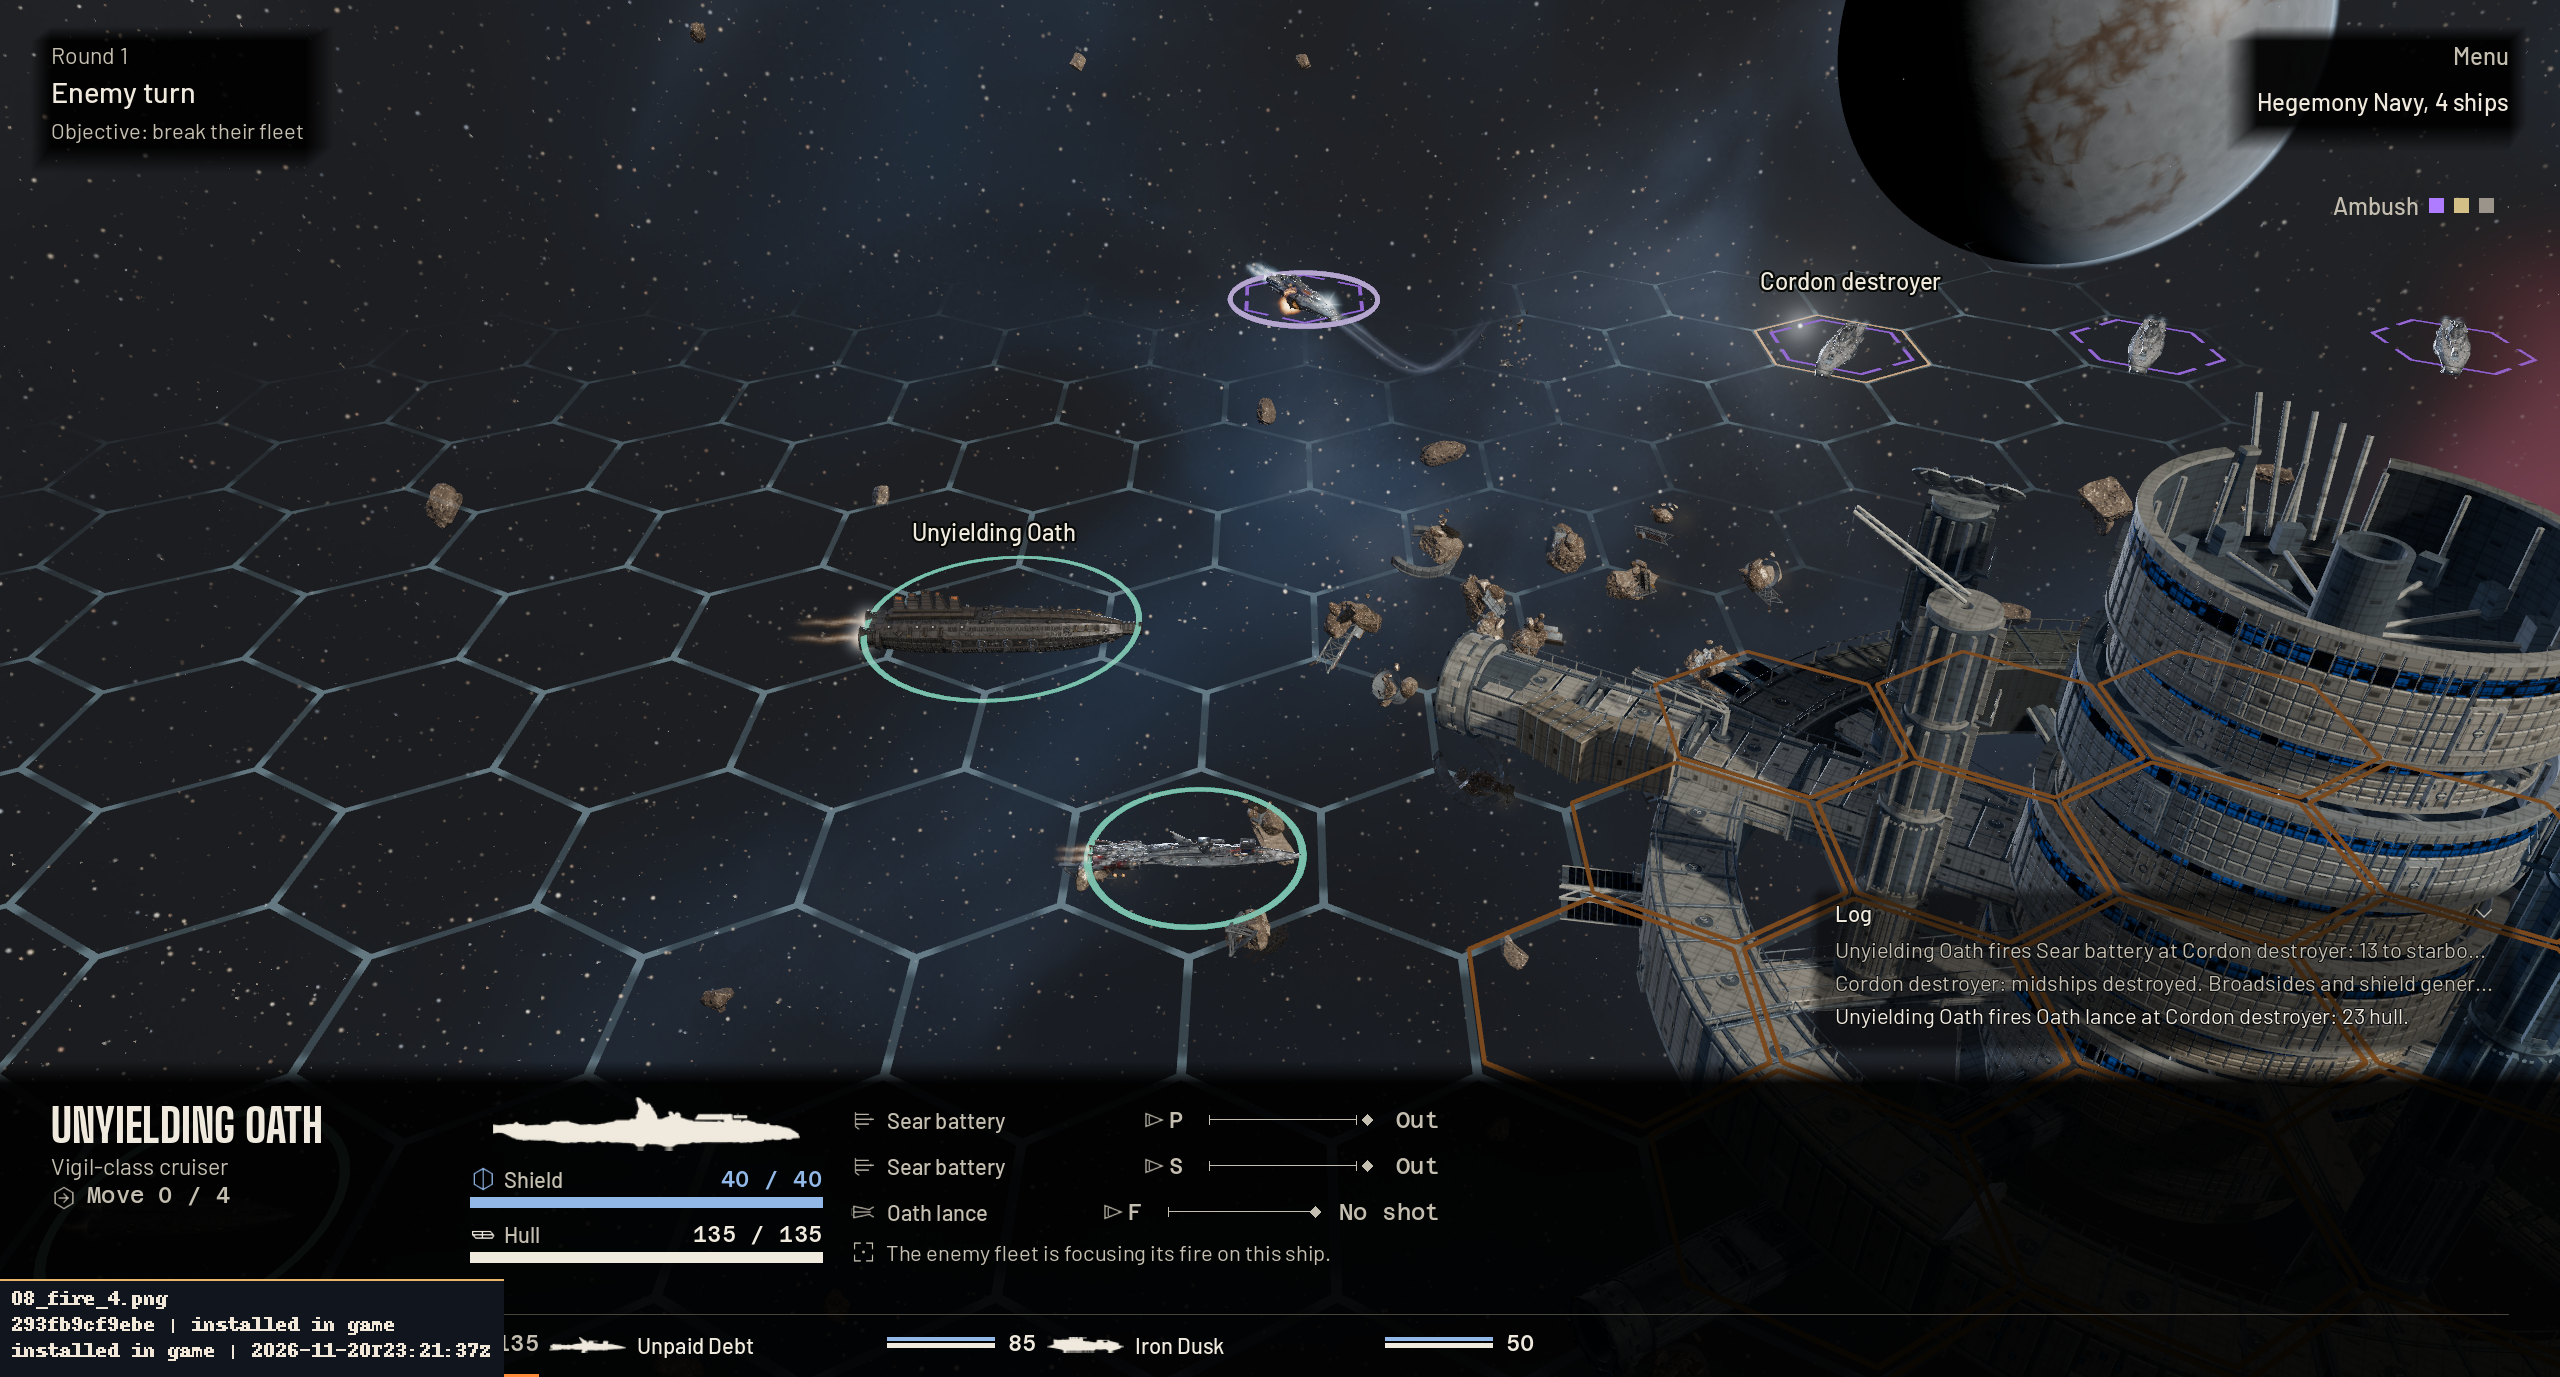 Round 1
Enemy turn
Objective: break their fleet
Menu
Hegemony Navy, 4 ships
Ambush
Cordon destroyer
Unyielding Oath
Log
Unyielding Oath fires Sear battery at Cordon destroyer: 13 to starbo...
Cordon destroyer: midships destroyed. Broadsides and shield gener...
Unyielding Oath fires Oath lance at Cordon destroyer: 23 hull.
UNYIELDING OATH
Vigil-class cruiser
Move 0 / 4
Shield 40 / 40
Hull 135 / 135
Sear battery P Out
Sear battery S Out
Oath lance F No shot
The enemy fleet is focusing its fire on this ship.
08_fire_4.png
293fb9cf9ebe | installed in game
installed in game | 2026-11-20T23:21:37Z
135 Unpaid Debt 85 Iron Dusk 50